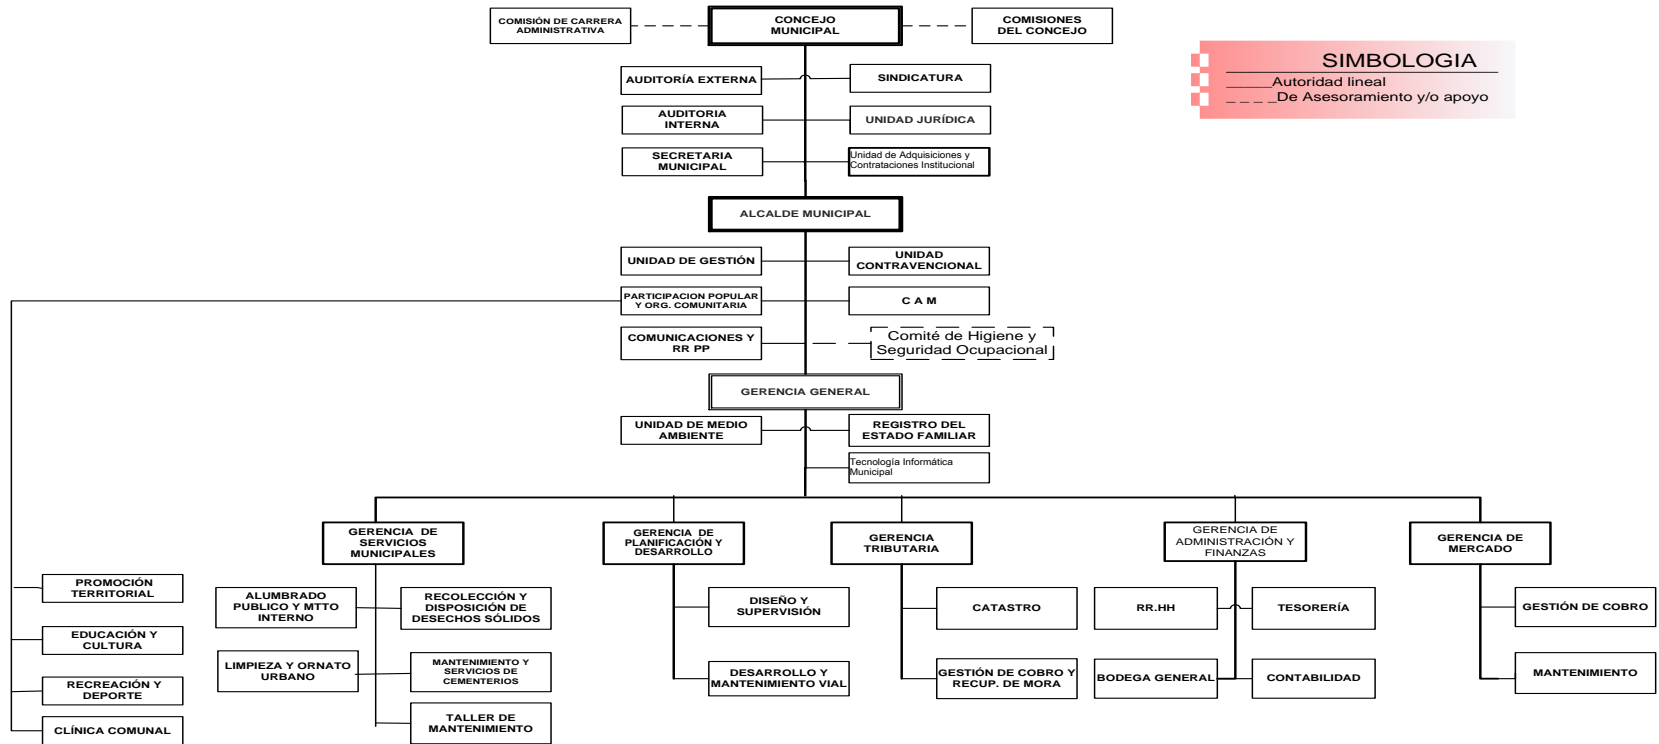 COMISIÓN DE CARRERA
ADMINISTRATIVA
CONCEJO
MUNICIPAL
COMISIONES
DEL CONCEJO
SIMBOLOGIA
_____Autoridad lineal
_ _ _ _De Asesoramiento y/o apoyo
AUDITORÍA EXTERNA
SINDICATURA
AUDITORIA
INTERNA
UNIDAD JURÍDICA
SECRETARIA
MUNICIPAL
Unidad de Adquisiciones y
Contrataciones Institucional
ALCALDE MUNICIPAL
UNIDAD DE GESTIÓN
UNIDAD
CONTRAVENCIONAL
PARTICIPACION POPULAR
Y ORG. COMUNITARIA
C A M
COMUNICACIONES Y
RR PP
Comité de Higiene y
Seguridad Ocupacional
GERENCIA GENERAL
UNIDAD DE MEDIO
AMBIENTE
REGISTRO DEL
ESTADO FAMILIAR
Tecnología Informática
Municipal
GERENCIA DE
SERVICIOS
MUNICIPALES
GERENCIA DE
PLANIFICACIÓN Y
DESARROLLO
GERENCIA
TRIBUTARIA
GERENCIA DE
ADMINISTRACIÓN Y
FINANZAS
GERENCIA DE
MERCADO
PROMOCIÓN
TERRITORIAL
ALUMBRADO
PUBLICO Y MTTO
INTERNO
RECOLECCIÓN Y
DISPOSICIÓN DE
DESECHOS SÓLIDOS
DISEÑO Y
SUPERVISIÓN
CATASTRO
RR.HH
TESORERÍA
GESTIÓN DE COBRO
EDUCACIÓN Y
CULTURA
LIMPIEZA Y ORNATO
URBANO
MANTENIMIENTO Y
SERVICIOS DE
CEMENTERIOS
DESARROLLO Y
MANTENIMIENTO VIAL
GESTIÓN DE COBRO Y
RECUP. DE MORA
BODEGA GENERAL
CONTABILIDAD
MANTENIMIENTO
RECREACIÓN Y
DEPORTE
CLÍNICA COMUNAL
TALLER DE
MANTENIMIENTO